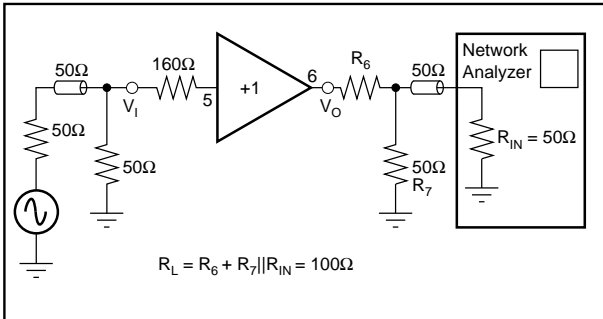 Network
Analyzer
R6
160Ω
50Ω
50Ω
6
5
+1
VI
VO
50Ω
RIN = 50Ω
50Ω
50Ω
R7
RL = R6 + R7||RIN = 100Ω